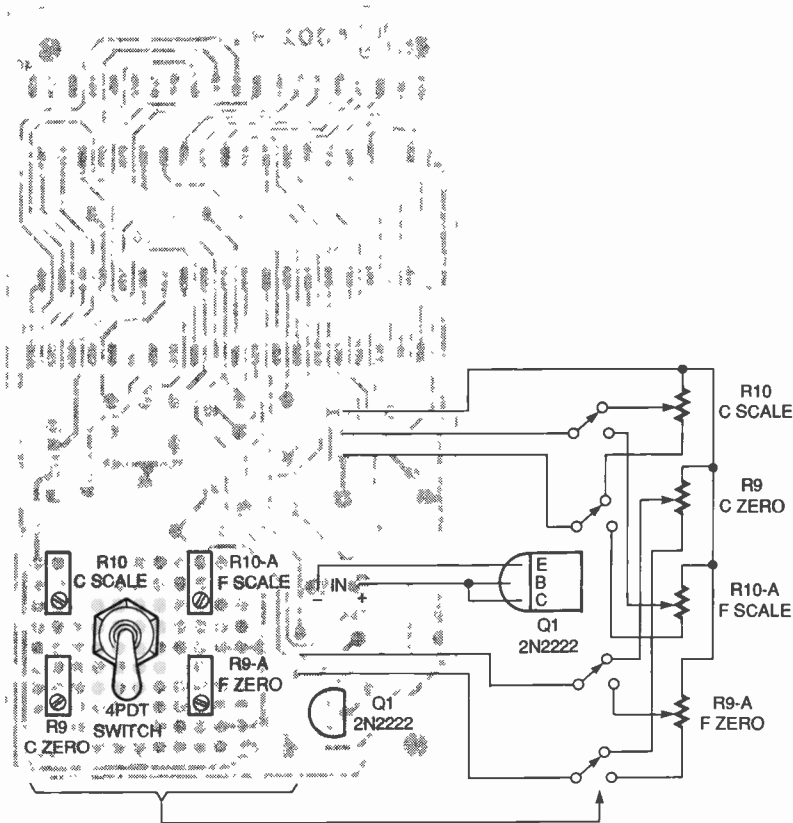 R10
C SCALE
R9
C ZERO
R10-A
F SCALE
R9-A
F ZERO
E
B
C
Q1
2N2222
– IN +
R10
C SCALE
R10-A
F SCALE
R9-A
F ZERO
4PDT
SWITCH
R9
C ZERO
Q1
2N2222